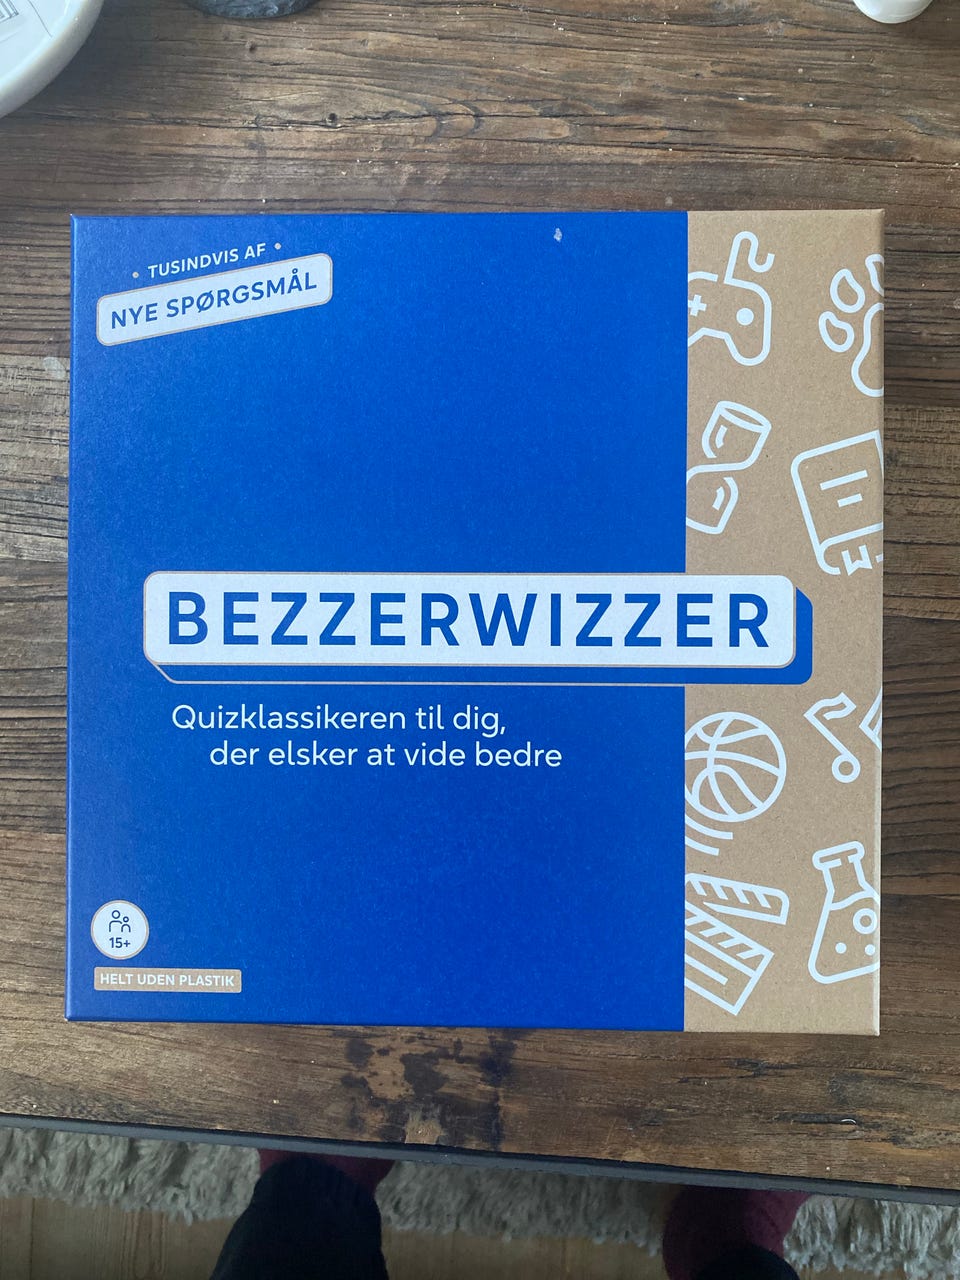 TUSINDVIS AF
NYE SPØRGSMÅL
BEZZERWIZZER
Quizklassikeren til dig,
der elsker at vide bedre
15+
HELT UDEN PLASTIK